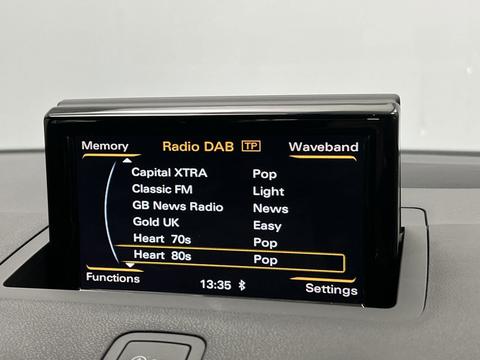 Memory Radio DAB TP Waveband
Capital XTRA Pop
Classic FM Light
GB News Radio News
Gold UK Easy
Heart 70s Pop
Heart 80s Pop
Functions 13:35 Settings